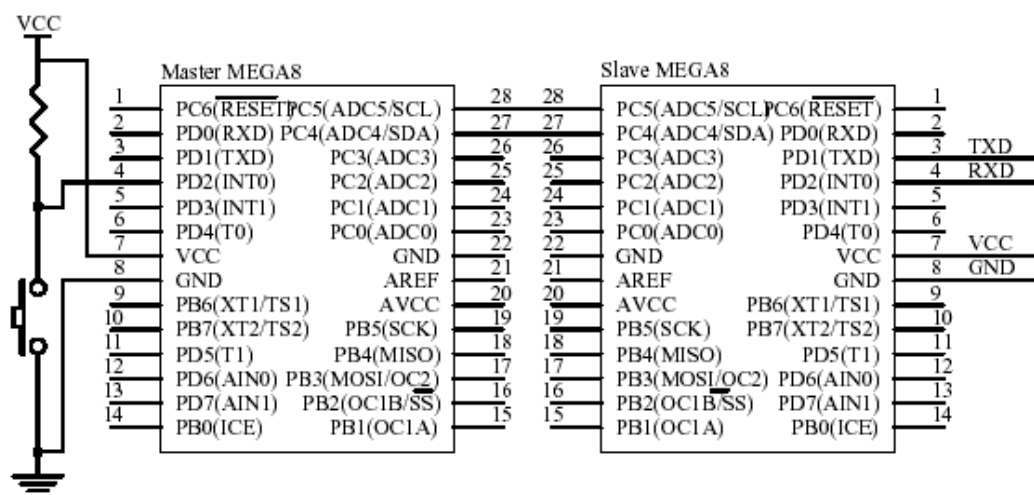 VCC
Master MEGA8
1 PC6(RESET) PC5(ADC5/SCL) 28
2 PD0(RXD) PC4(ADC4/SDA) 27
3 PD1(TXD) PC3(ADC3) 26
4 PD2(INT0) PC2(ADC2) 25
5 PD3(INT1) PC1(ADC1) 24
6 PD4(T0) PC0(ADC0) 23
7 VCC GND 22
8 GND AREF 21
9 PB6(XT1/TS1) AVCC 20
10 PB7(XT2/TS2) PB5(SCK) 19
11 PD5(T1) PB4(MISO) 18
12 PD6(AIN0) PB3(MOSI/OC2) 17
13 PD7(AIN1) PB2(OC1B/SS) 16
14 PB0(ICE) PB1(OC1A) 15
Slave MEGA8
28 PC5(ADC5/SCL) PC6(RESET) 1
27 PC4(ADC4/SDA) PD0(RXD) 2
26 PC3(ADC3) PD1(TXD) 3 TXD
25 PC2(ADC2) PD2(INT0) 4 RXD
24 PC1(ADC1) PD3(INT1) 5
23 PC0(ADC0) PD4(T0) 6
22 GND VCC 7 VCC
21 AREF GND 8 GND
20 AVCC PB6(XT1/TS1) 9
19 PB5(SCK) PB7(XT2/TS2) 10
18 PB4(MISO) PD5(T1) 11
17 PB3(MOSI/OC2) PD6(AIN0) 12
16 PB2(OC1B/SS) PD7(AIN1) 13
15 PB1(OC1A) PB0(ICE) 14